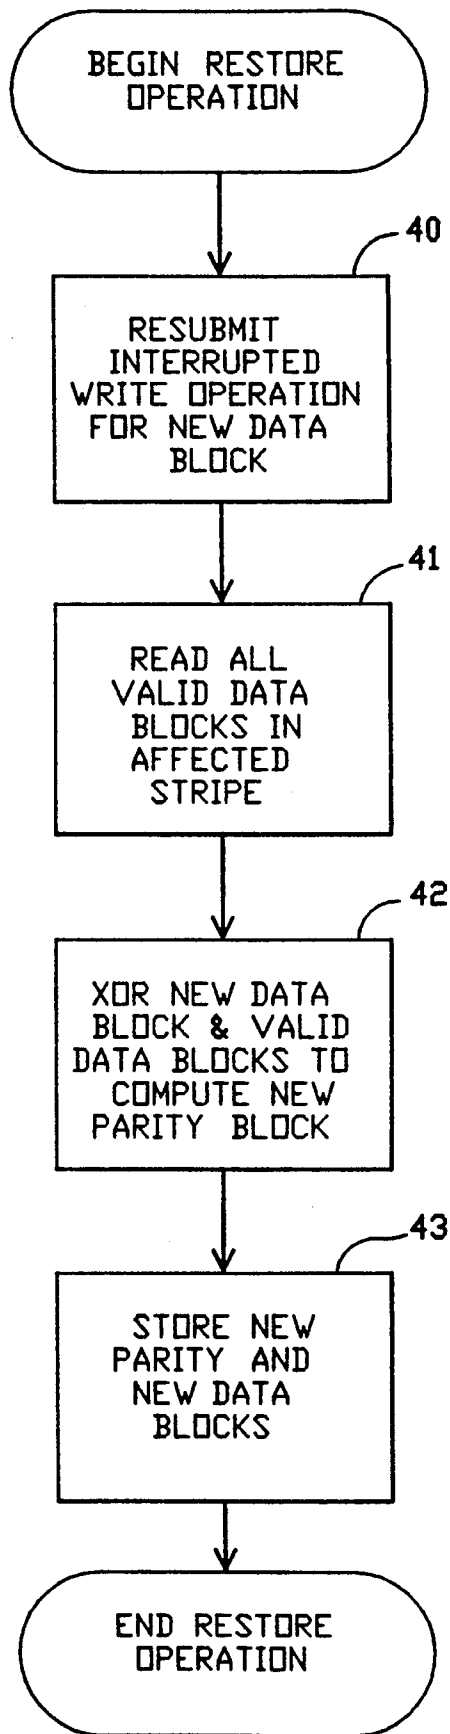 BEGIN RESTORE
OPERATION
40
RESUBMIT
INTERRUPTED
WRITE OPERATION
FOR NEW DATA
BLOCK
41
READ ALL
VALID DATA
BLOCKS IN
AFFECTED
STRIPE
42
XOR NEW DATA
BLOCK & VALID
DATA BLOCKS TO
COMPUTE NEW
PARITY BLOCK
43
STORE NEW
PARITY AND
NEW DATA
BLOCKS
END RESTORE
OPERATION